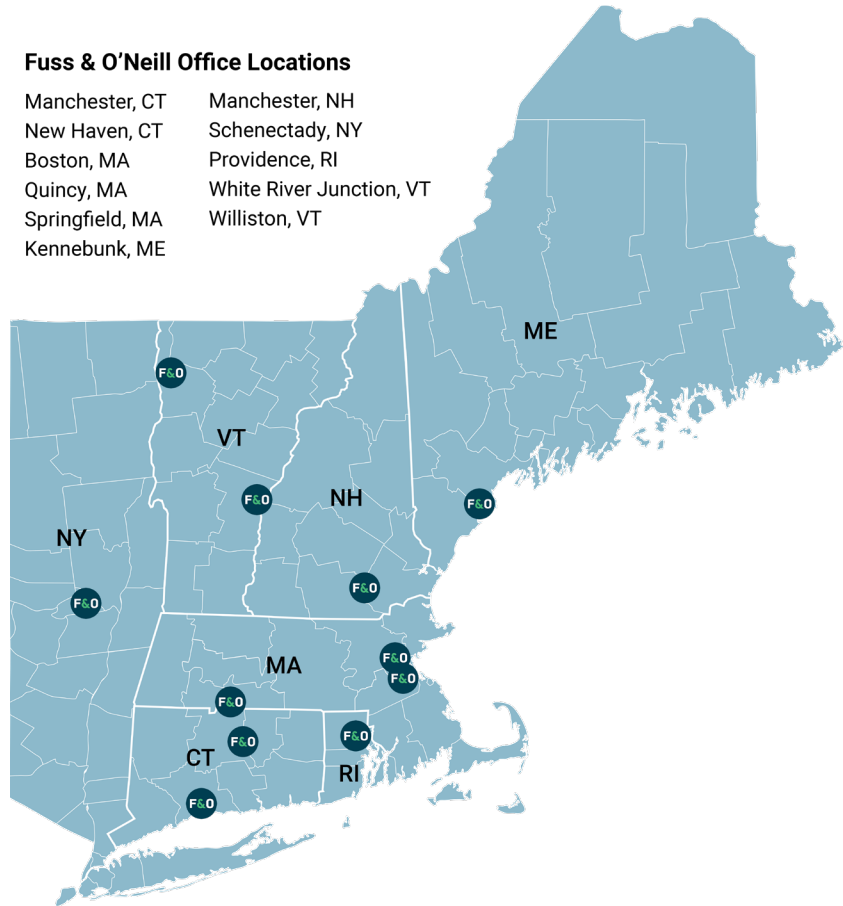 Fuss & O’Neill Office Locations
Manchester, CT
New Haven, CT
Boston, MA
Quincy, MA
Springfield, MA
Kennebunk, ME
Manchester, NH
Schenectady, NY
Providence, RI
White River Junction, VT
Williston, VT
ME
F&O
VT
F&O
NH
F&O
NY
F&O
F&O
F&O
MA
F&O
F&O
F&O
F&O
CT
RI
F&O